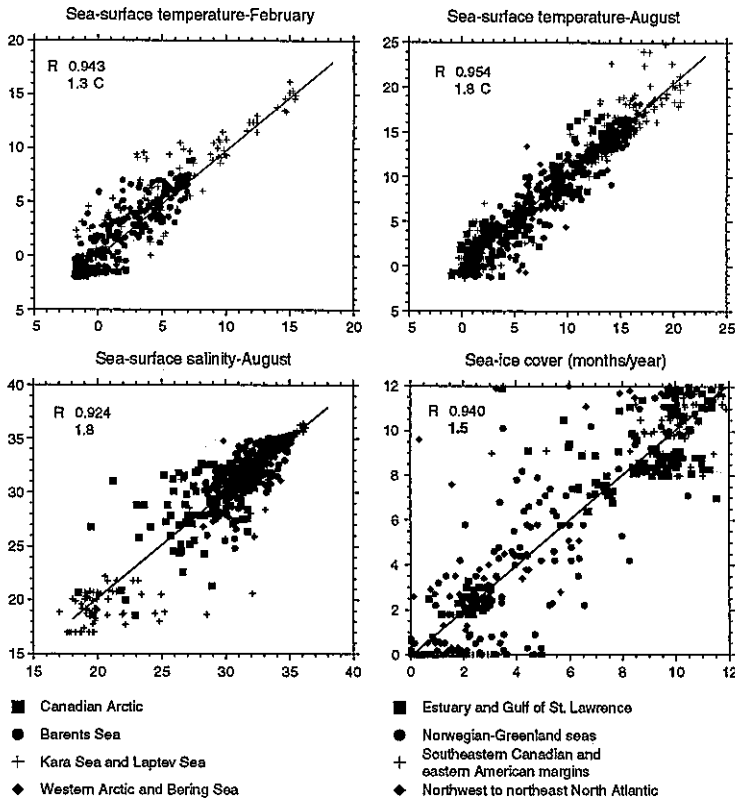 Sea-surface temperature-February
Sea-surface temperature-August
20
15
10
5
0
5
R 0.943
1.3 C
5 0 5 10 15 20
25
20
15
10
5
0
5
R 0.954
1.8 C
5 0 5 10 15 20 25
Sea-surface salinity-August
Sea-ice cover (months/year)
40
35
30
25
20
15
R 0.924
1.8
15 20 25 30 35 40
12
10
8
6
4
2
0
R 0.940
1.5
0 2 4 6 8 10 12
Canadian Arctic
Barents Sea
Kara Sea and Laptev Sea
Western Arctic and Bering Sea
Estuary and Gulf of St. Lawrence
Norwegian-Greenland seas
Southeastern Canadian and
eastern American margins
Northwest to northeast North Atlantic